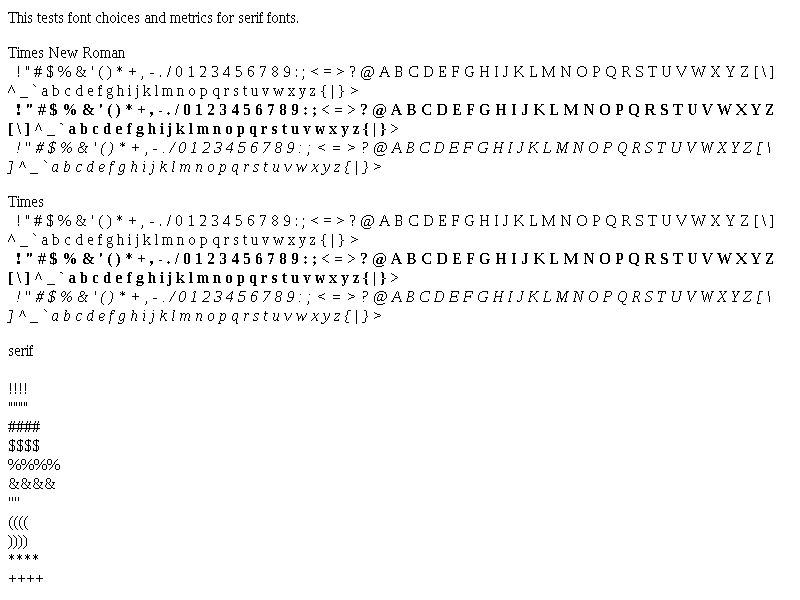 This tests font choices and metrics for serif fonts.
Times New Roman
! " # $ % & ' ( ) * + , - . / 0 1 2 3 4 5 6 7 8 9 : ; < = > ? @ A B C D E F G H I J K L M N O P Q R S T U V W X Y Z [ \ ]
^ _ ` a b c d e f g h i j k l m n o p q r s t u v w x y z { | } >
! " # $ % & ' ( ) * + , - . / 0 1 2 3 4 5 6 7 8 9 : ; < = > ? @ A B C D E F G H I J K L M N O P Q R S T U V W X Y Z
[ \ ] ^ _ ` a b c d e f g h i j k l m n o p q r s t u v w x y z { | } >
! " # $ % & ' ( ) * + , - . / 0 1 2 3 4 5 6 7 8 9 : ; < = > ? @ A B C D E F G H I J K L M N O P Q R S T U V W X Y Z [ \
] ^ _ ` a b c d e f g h i j k l m n o p q r s t u v w x y z { | } >
Times
! " # $ % & ' ( ) * + , - . / 0 1 2 3 4 5 6 7 8 9 : ; < = > ? @ A B C D E F G H I J K L M N O P Q R S T U V W X Y Z [ \ ]
^ _ ` a b c d e f g h i j k l m n o p q r s t u v w x y z { | } >
! " # $ % & ' ( ) * + , - . / 0 1 2 3 4 5 6 7 8 9 : ; < = > ? @ A B C D E F G H I J K L M N O P Q R S T U V W X Y Z
[ \ ] ^ _ ` a b c d e f g h i j k l m n o p q r s t u v w x y z { | } >
! " # $ % & ' ( ) * + , - . / 0 1 2 3 4 5 6 7 8 9 : ; < = > ? @ A B C D E F G H I J K L M N O P Q R S T U V W X Y Z [ \
] ^ _ ` a b c d e f g h i j k l m n o p q r s t u v w x y z { | } >
serif
!!!!
""""
####
$$$$
%%%%
&&&&
''''
((((
))))
****
++++